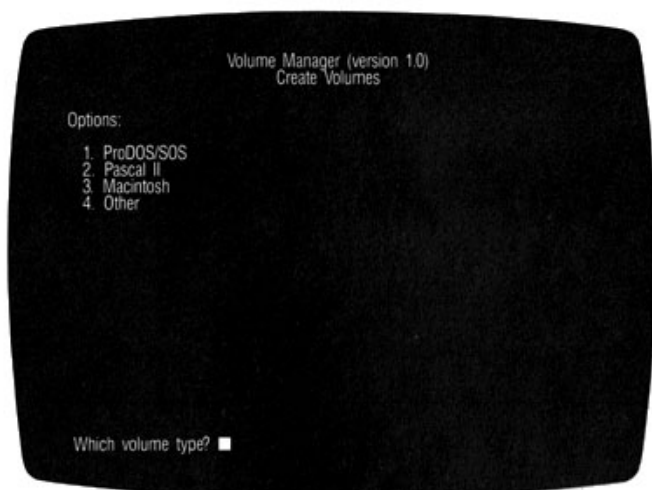 Volume Manager (version 1.0)
Create Volumes
Options:
1. ProDOS/SOS
2. Pascal II
3. Macintosh
4. Other
Which volume type?